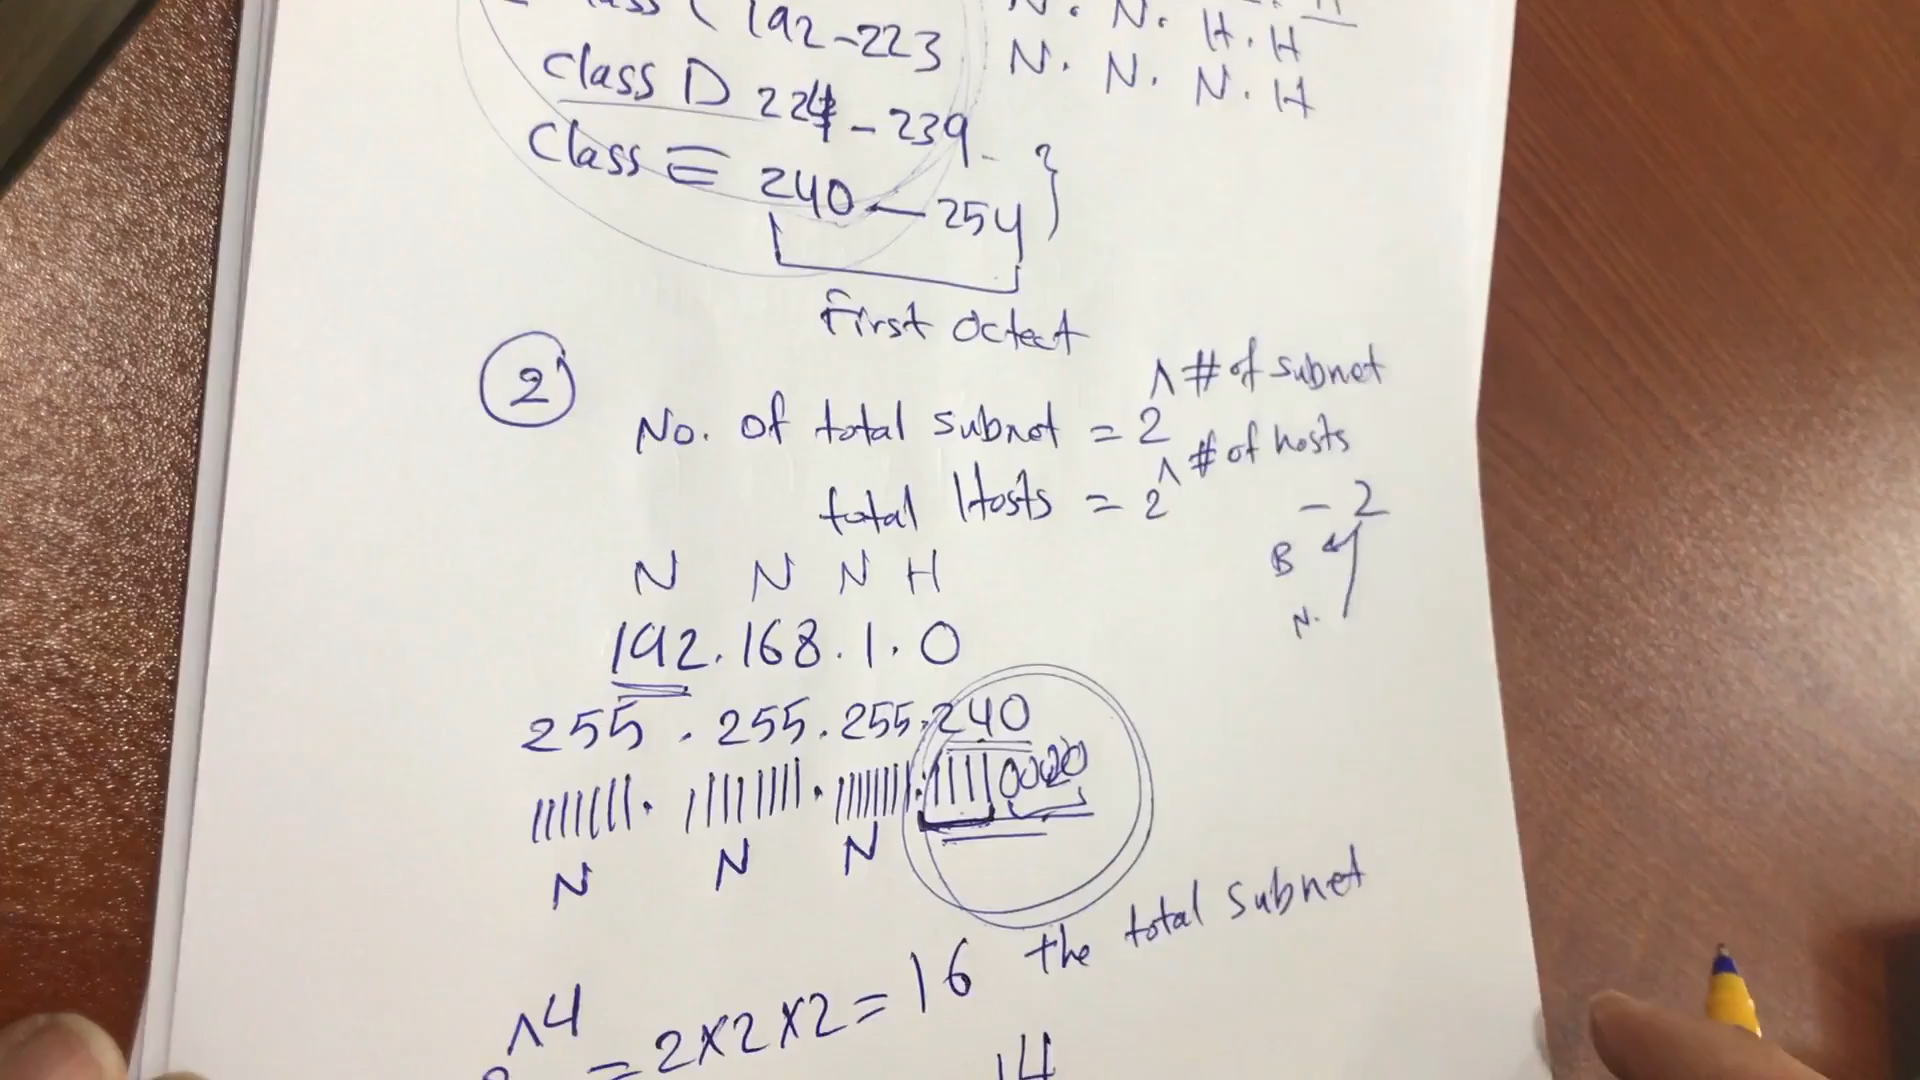 class C 192-223
N. N. H. H
class D 224 - 239
N. N. N. H
Class E 240 - 254 }
First Octect
2
^ # of subnet
No. of total subnet = 2
^ # of hosts
total Hosts = 2 - 2
N N N H
B
N.
192.168.1.0
255.255.255.240
11111111.11111111.11111111.11110000
N N N
the total subnet
^4
= 2x2x2 = 16
14